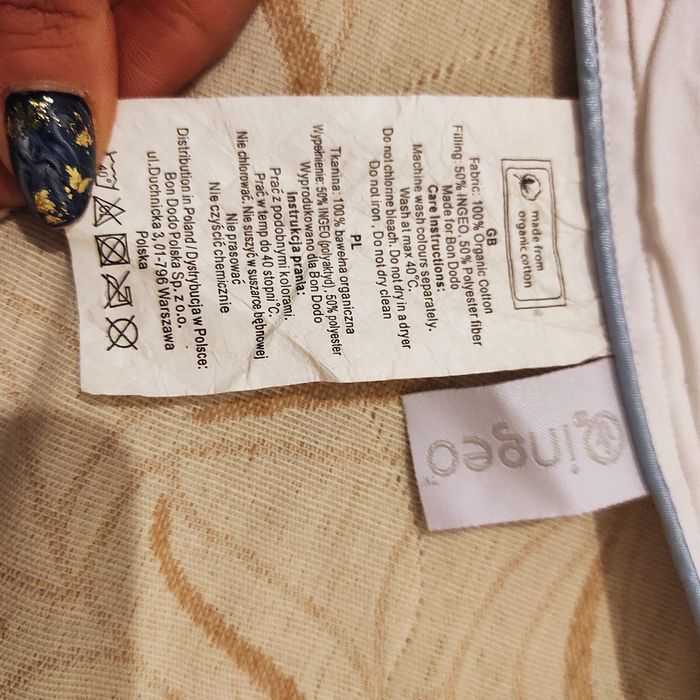 made from
organic cotton
GB
Fabric: 100% Organic Cotton
Filling: 50% INGEO, 50% Polyester fiber
Made for Bon Dodo
Care Instructions:
Machine wash colours separately.
Wash at max 40°C.
Do not chlorine bleach. Do not dry in a dryer
Do not iron , Do not dry clean
PL
Tkanina: 100% bawełna organiczna
Wypełnienie: 50% INGEO (polyaktyd), 50% polyester
Wyprodukowano dla Bon Dodo
Instrukcja prania:
Prać z podobnymi kolorami.
Prać w temp do 40 stopni°C.
Nie chlorować. Nie suszyć w suszarce bębnowej
Nie prasować
Nie czyścić chemicznie
Distribution in Poland / Dystrybucja w Polsce:
Bon Dodo Polska Sp. z o.o.
ul.Duchnicka 3, 01-796 Warszawa
Polska
40°
ingeo